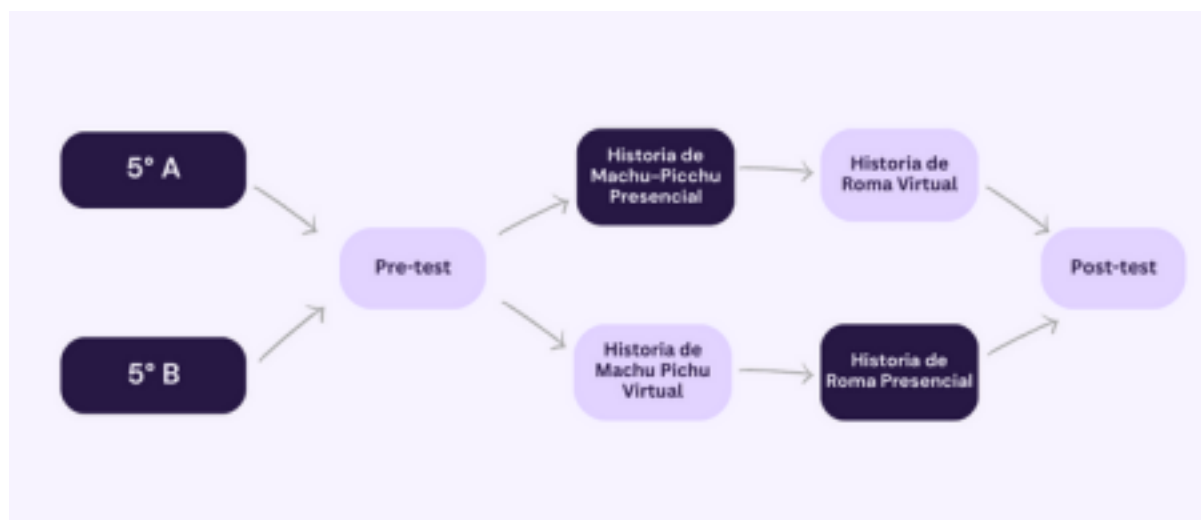 5° A
Historia de
Machu-Picchu
Presencial
Historia de
Roma Virtual
Pre-test
Post-test
5° B
Historia de
Machu Pichu
Virtual
Historia de
Roma Presencial